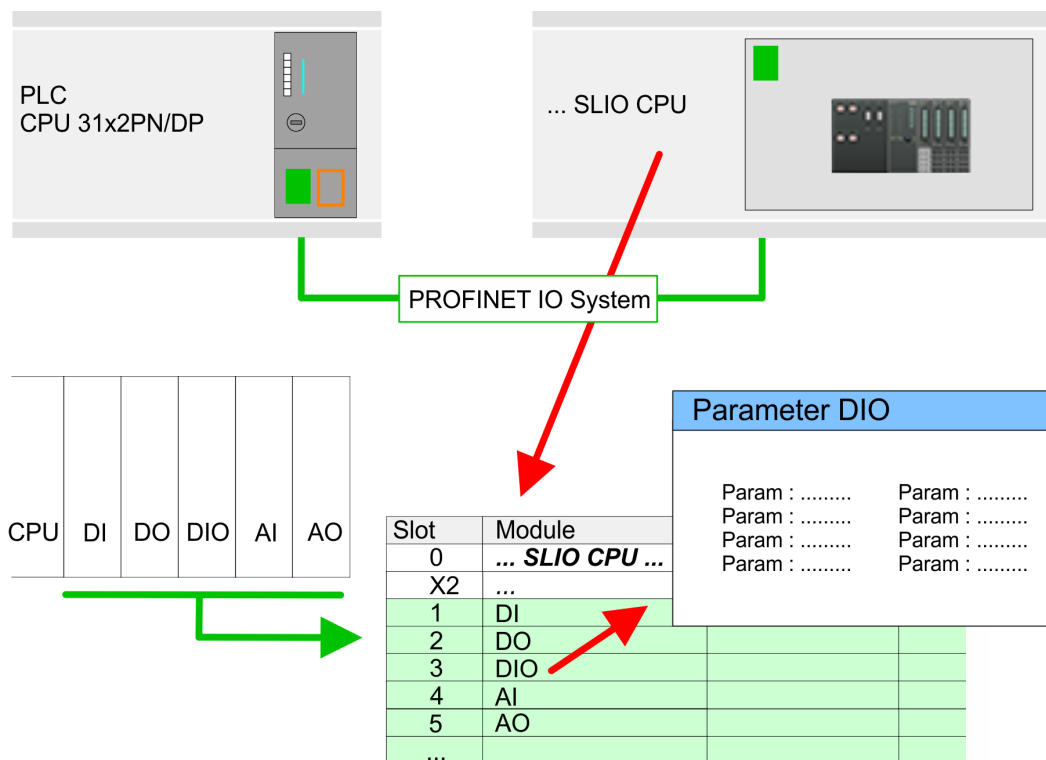 PLC
CPU 31x2PN/DP
... SLIO CPU
PROFINET IO System
CPU DI DO DIO AI AO
Parameter DIO
Param : ......... Param : .........
Param : ......... Param : .........
Param : ......... Param : .........
Param : ......... Param : .........
Slot Module
0 ... SLIO CPU ...
X2 ...
1 DI
2 DO
3 DIO
4 AI
5 AO
...